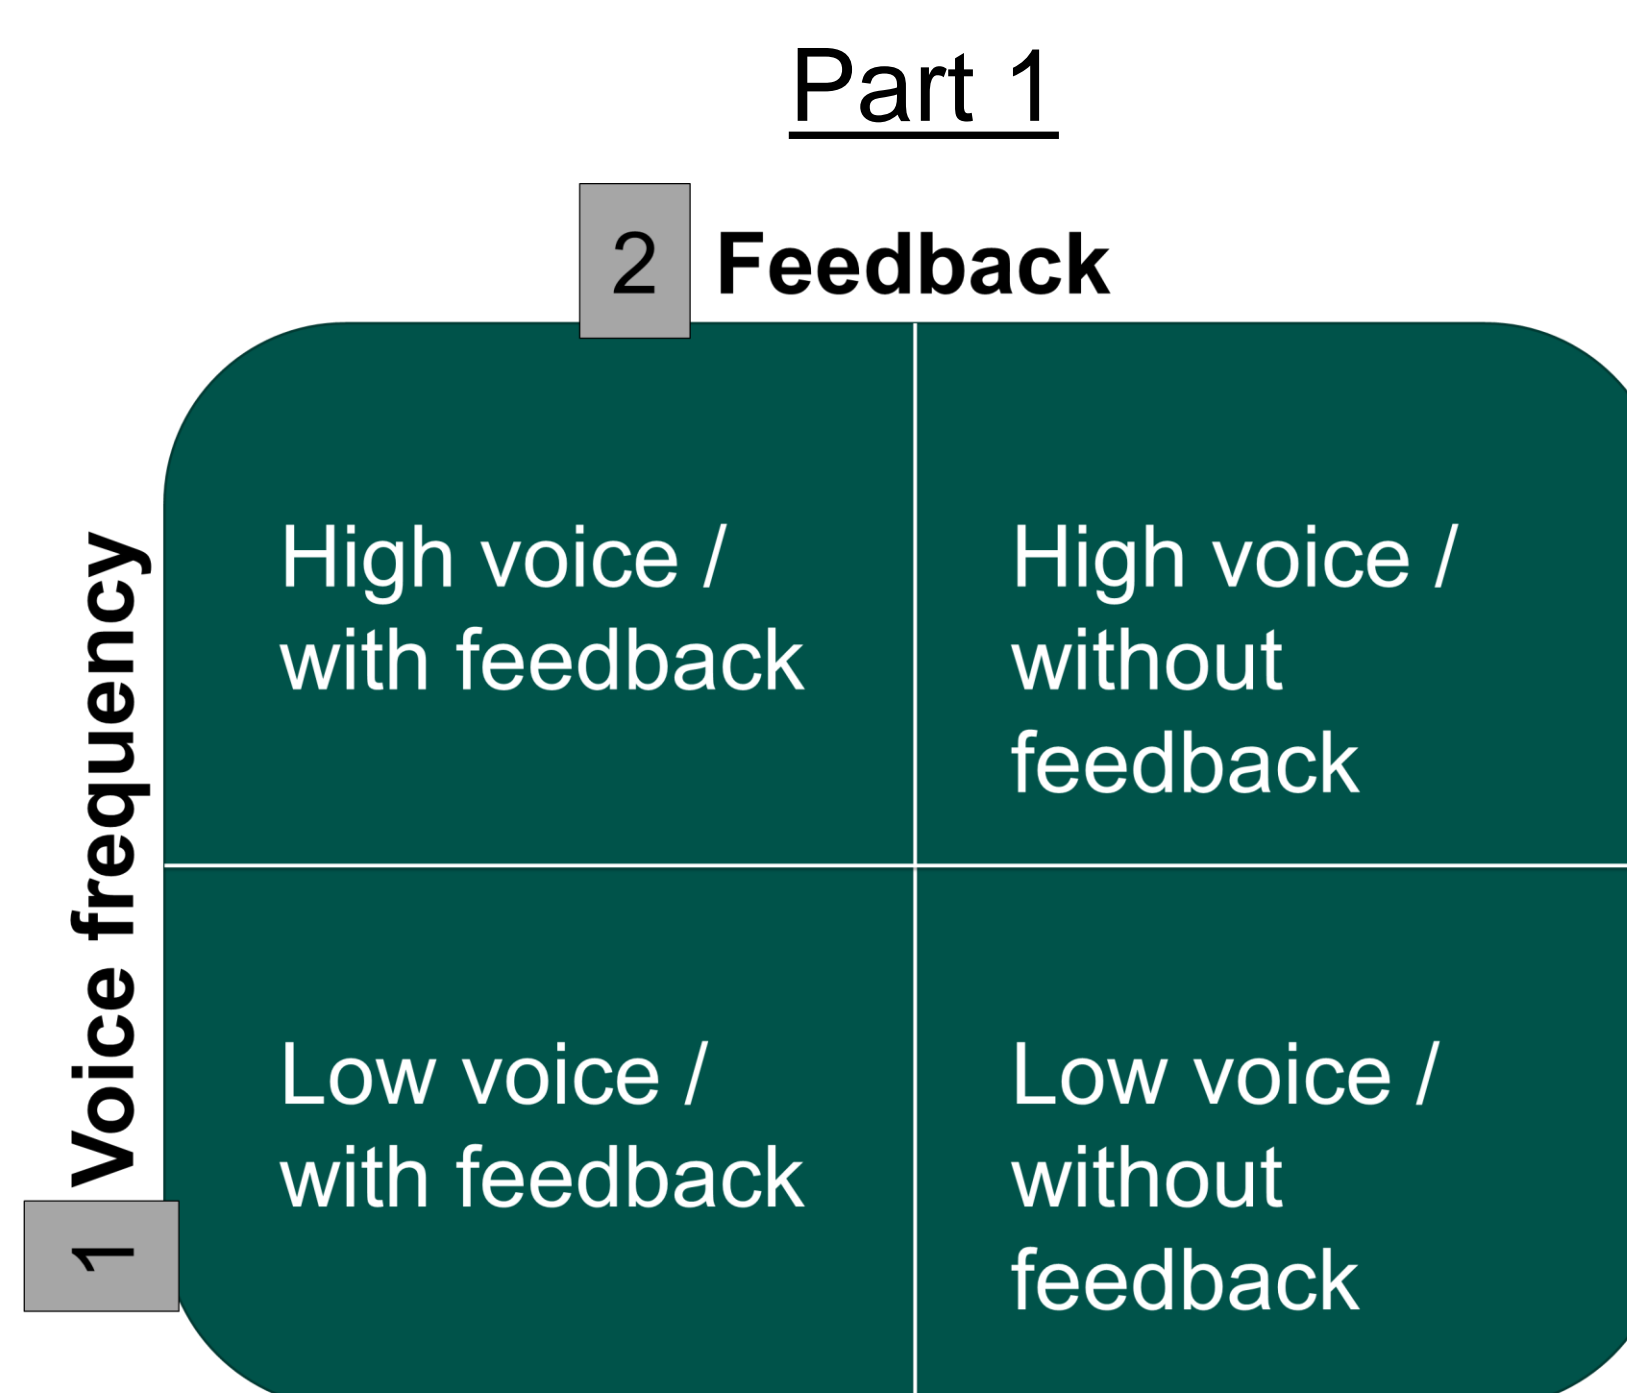 Part 1
2 Feedback
High voice /
with feedback
High voice /
without
feedback
1 Voice frequency
Low voice /
with feedback
Low voice /
without
feedback